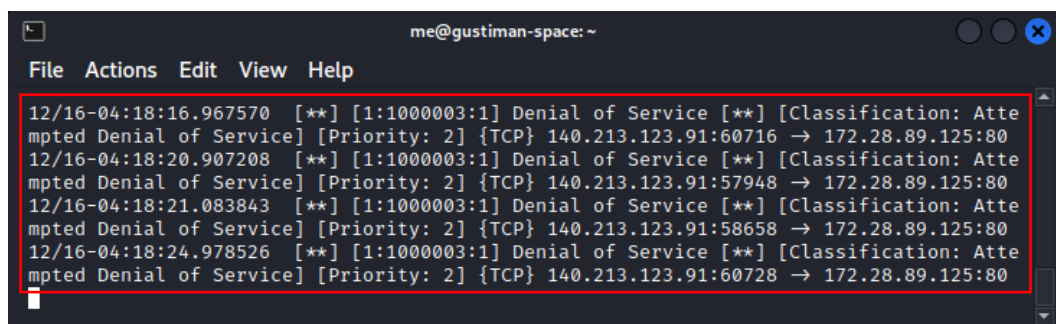 me@gustiman-space: ~
File Actions Edit View Help
12/16-04:18:16.967570  [**] [1:1000003:1] Denial of Service [**] [Classification: Atte
mpted Denial of Service] [Priority: 2] {TCP} 140.213.123.91:60716 → 172.28.89.125:80
12/16-04:18:20.907208  [**] [1:1000003:1] Denial of Service [**] [Classification: Atte
mpted Denial of Service] [Priority: 2] {TCP} 140.213.123.91:57948 → 172.28.89.125:80
12/16-04:18:21.083843  [**] [1:1000003:1] Denial of Service [**] [Classification: Atte
mpted Denial of Service] [Priority: 2] {TCP} 140.213.123.91:58658 → 172.28.89.125:80
12/16-04:18:24.978526  [**] [1:1000003:1] Denial of Service [**] [Classification: Atte
mpted Denial of Service] [Priority: 2] {TCP} 140.213.123.91:60728 → 172.28.89.125:80